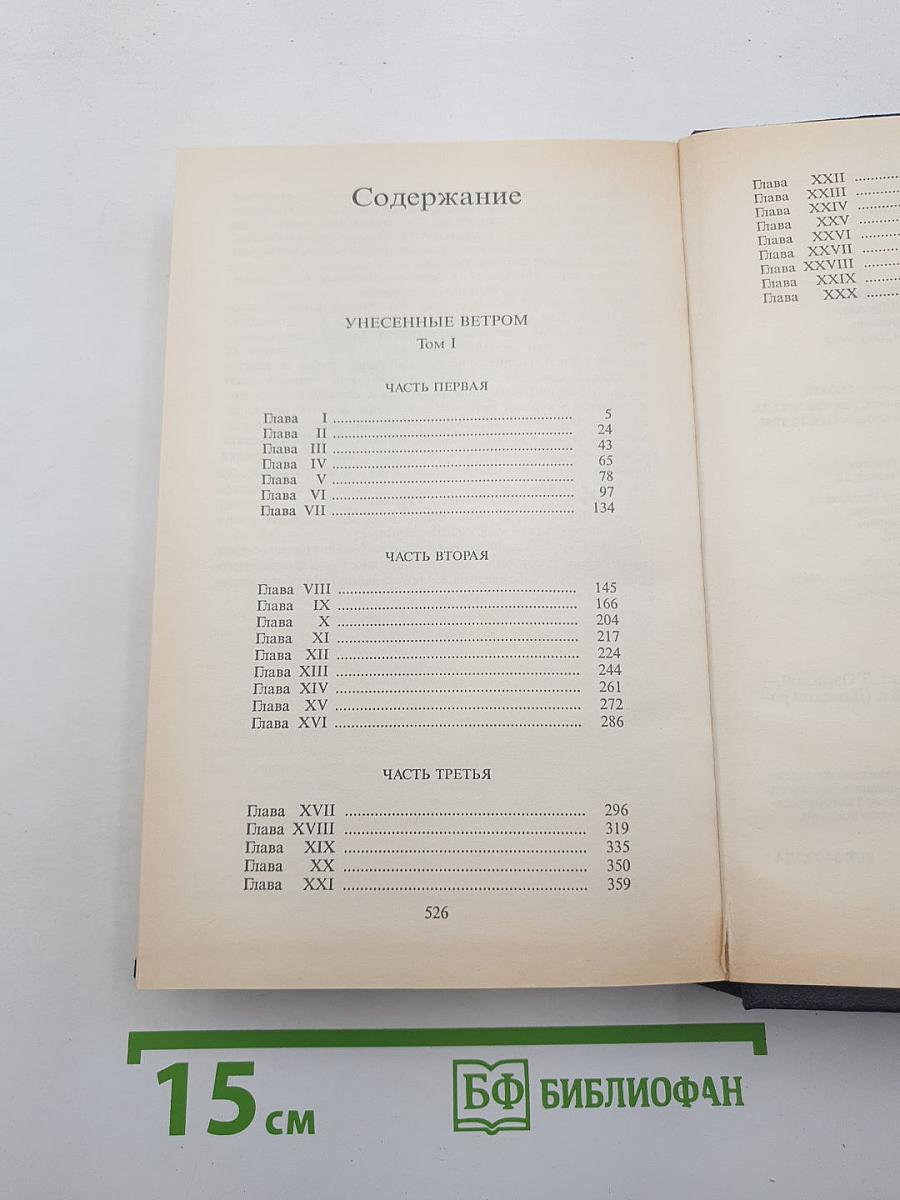 Содержание
УНЕСЕННЫЕ ВЕТРОМ
Том I
ЧАСТЬ ПЕРВАЯ
Глава I ........................................ 5
Глава II ........................................ 24
Глава III ........................................ 43
Глава IV ........................................ 65
Глава V ........................................ 78
Глава VI ........................................ 97
Глава VII ........................................ 134
ЧАСТЬ ВТОРАЯ
Глава VIII ........................................ 145
Глава IX ........................................ 166
Глава X ........................................ 204
Глава XI ........................................ 217
Глава XII ........................................ 224
Глава XIII ........................................ 244
Глава XIV ........................................ 261
Глава XV ........................................ 272
Глава XVI ........................................ 286
ЧАСТЬ ТРЕТЬЯ
Глава XVII ........................................ 296
Глава XVIII ........................................ 319
Глава XIX ........................................ 335
Глава XX ........................................ 350
Глава XXI ........................................ 359
526
Глава XXII ........
Глава XXIII ........
Глава XXIV ........
Глава XXV ........
Глава XXVI ........
Глава XXVII ........
Глава XXVIII ........
Глава XXIX ........
Глава XXX ........
15 см
БФ БИБЛИОФАН